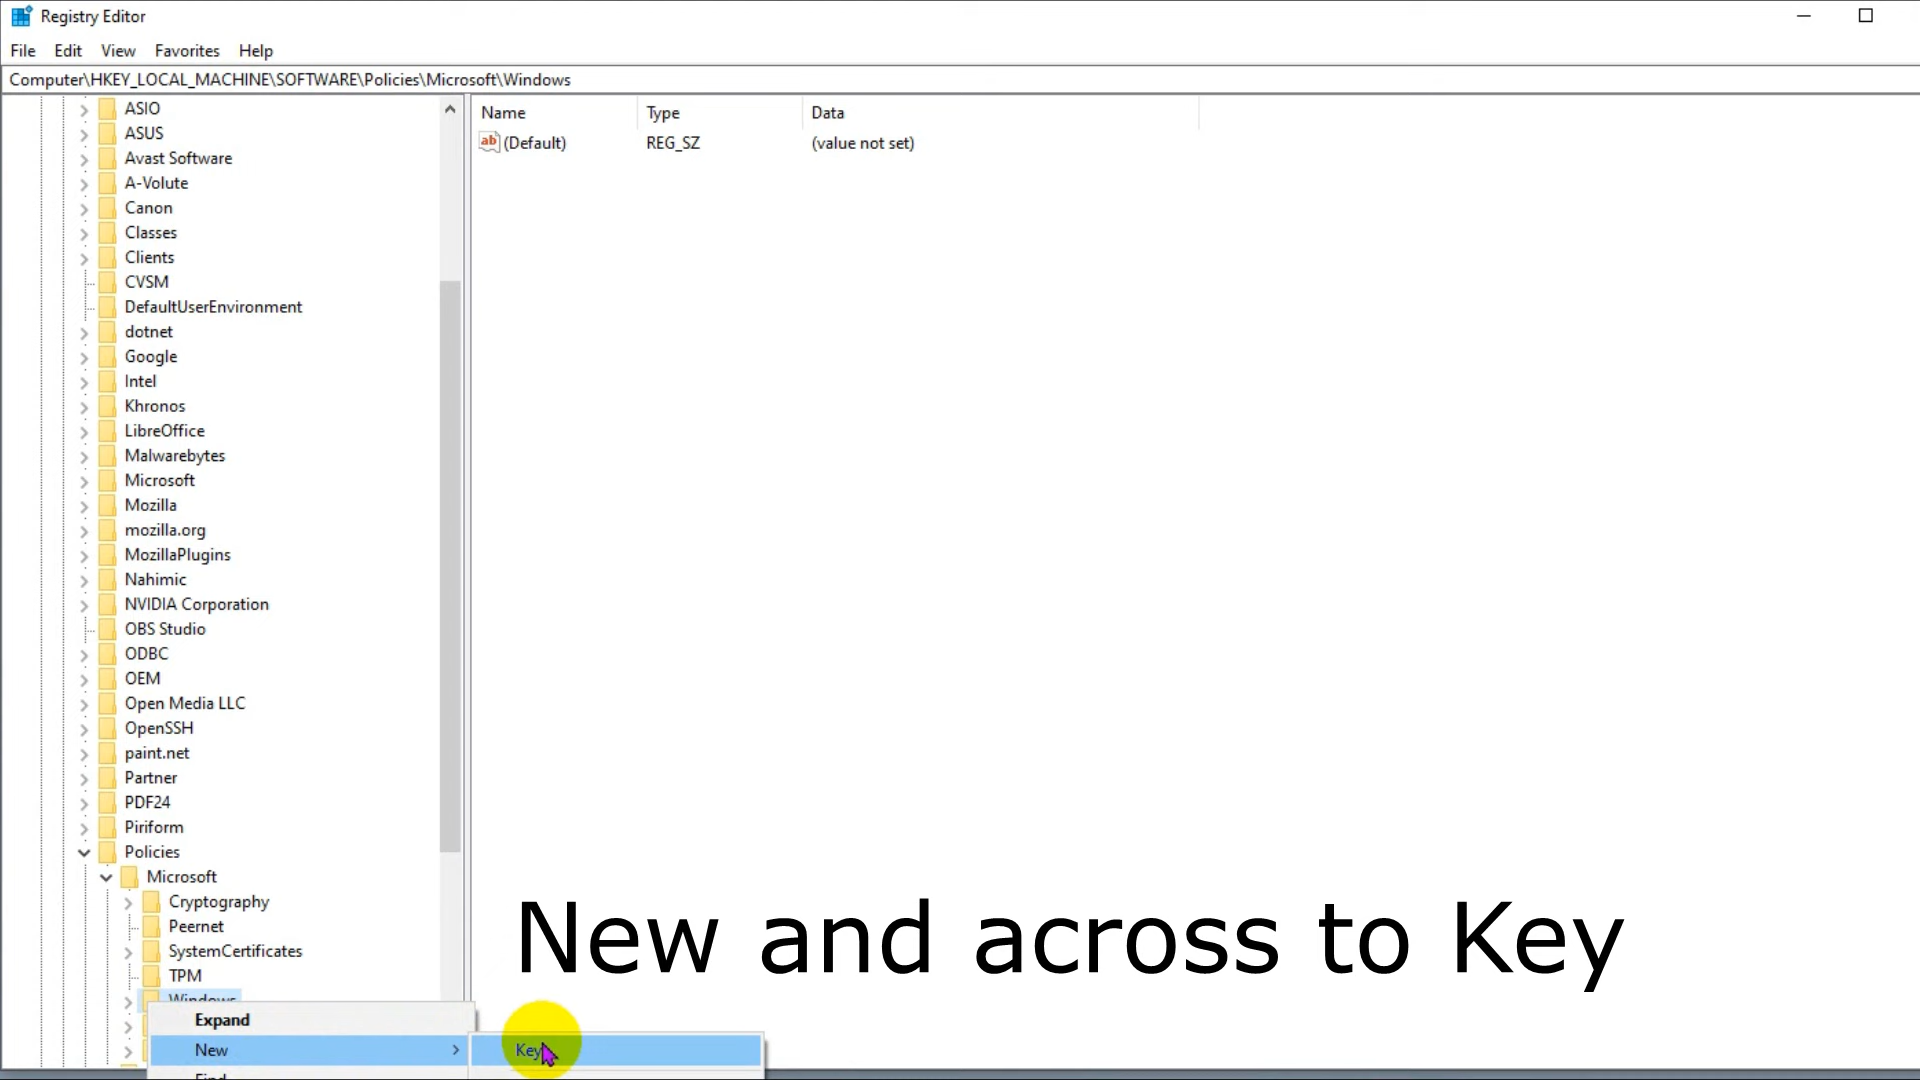 Registry Editor
File Edit View Favorites Help
Computer\HKEY_LOCAL_MACHINE\SOFTWARE\Policies\Microsoft\Windows
Name Type Data
ab (Default) REG_SZ (value not set)
ASIO
ASUS
Avast Software
A-Volute
Canon
Classes
Clients
CVSM
DefaultUserEnvironment
dotnet
Google
Intel
Khronos
LibreOffice
Malwarebytes
Microsoft
Mozilla
mozilla.org
MozillaPlugins
Nahimic
NVIDIA Corporation
OBS Studio
ODBC
OEM
Open Media LLC
OpenSSH
paint.net
Partner
PDF24
Piriform
Policies
Microsoft
Cryptography
Peernet
SystemCertificates
TPM
Windows
Expand
New
Key
Find
New and across to Key